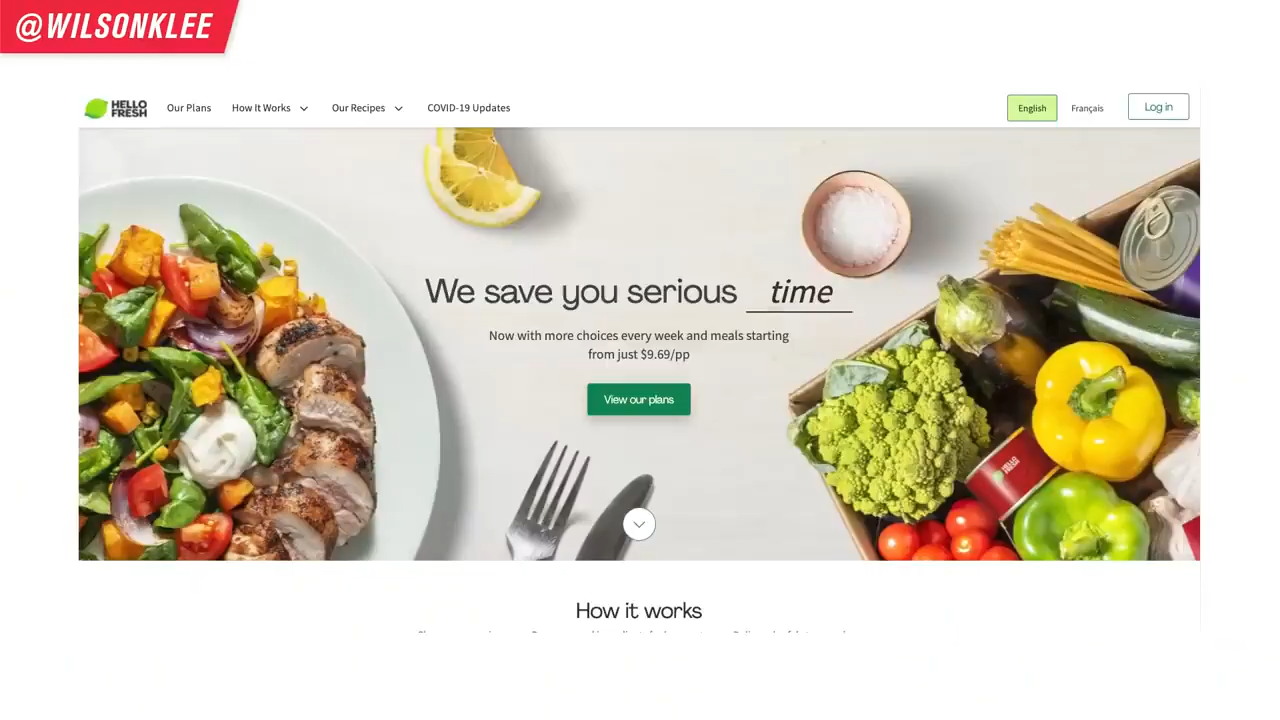 @WILSONKLEE
HELLO
FRESH
Our Plans
How It Works
Our Recipes
COVID-19 Updates
English
Français
Log in
We save you serious time
Now with more choices every week and meals starting
from just $9.69/pp
View our plans
HELLO
FRESH
How it works